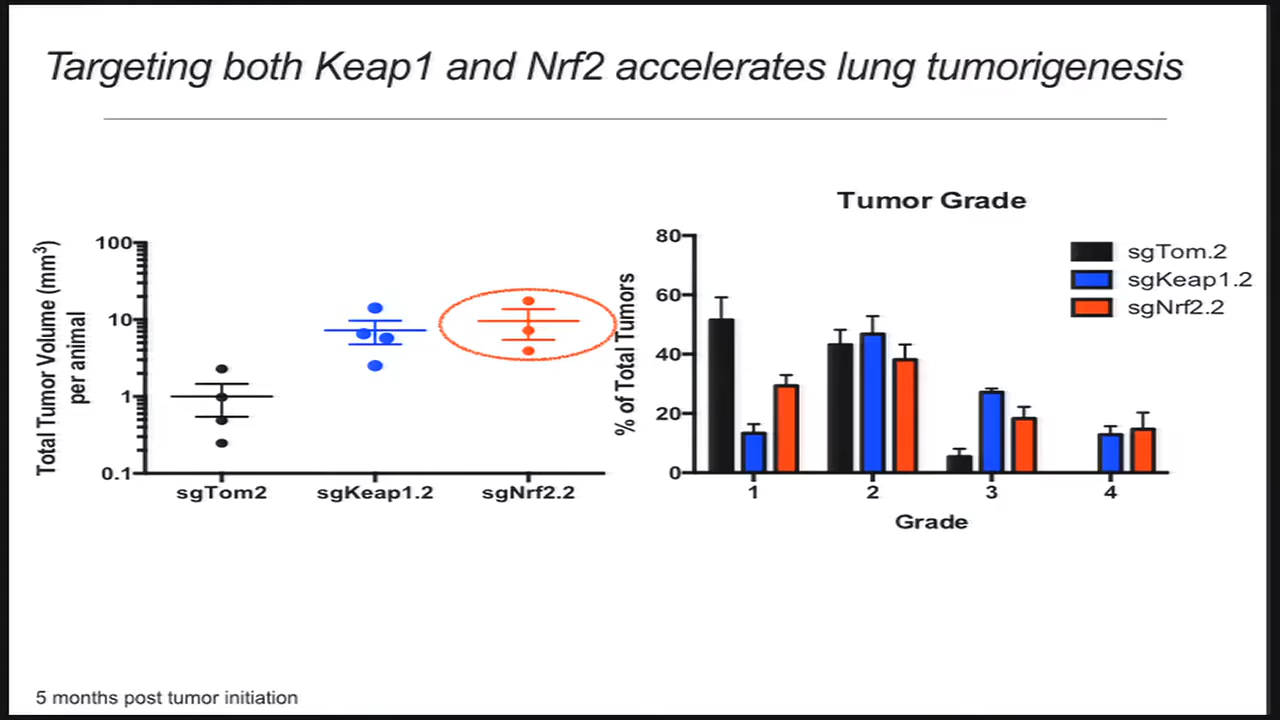 Targeting both Keap1 and Nrf2 accelerates lung tumorigenesis
Total Tumor Volume (mm³)
per animal
100
10
1
0.1
sgTom2 sgKeap1.2 sgNrf2.2
Tumor Grade
% of Total Tumors
80
60
40
20
0
1 2 3 4
Grade
sgTom.2
sgKeap1.2
sgNrf2.2
5 months post tumor initiation